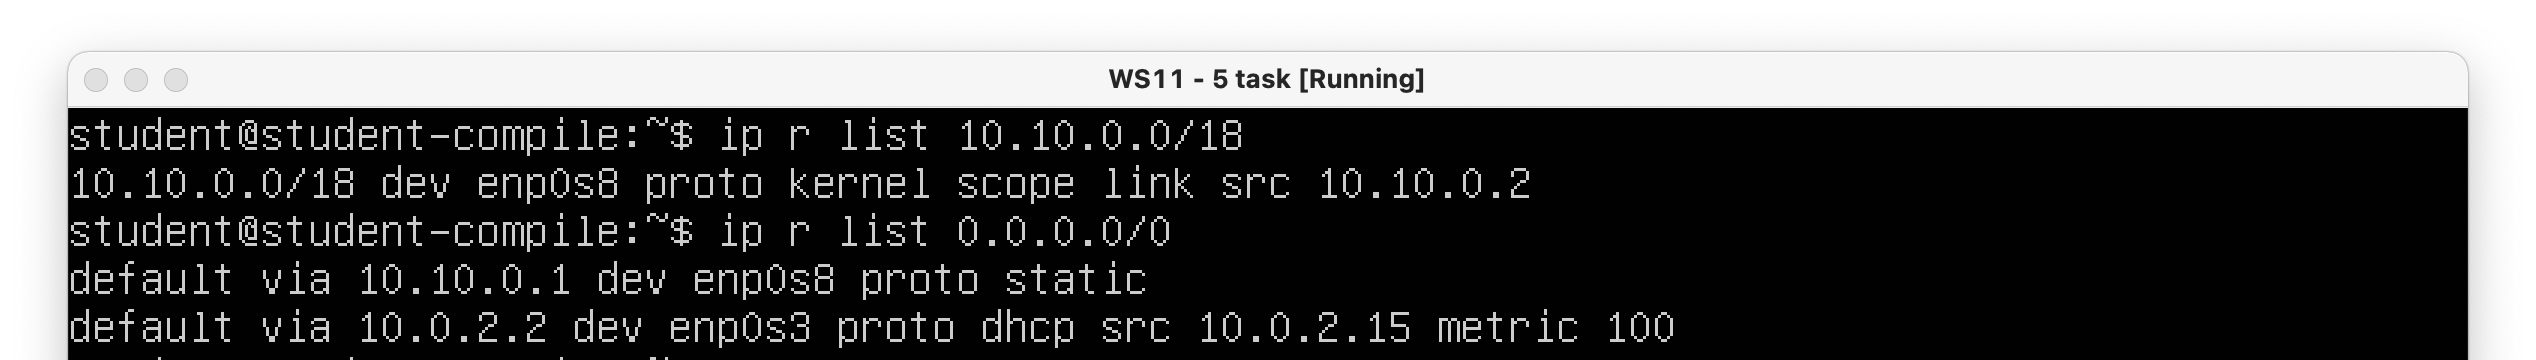 WS11 - 5 task [Running]
student@student-compile:~$ ip r list 10.10.0.0/18
10.10.0.0/18 dev enp0s8 proto kernel scope link src 10.10.0.2
student@student-compile:~$ ip r list 0.0.0.0/0
default via 10.10.0.1 dev enp0s8 proto static
default via 10.0.2.2 dev enp0s3 proto dhcp src 10.0.2.15 metric 100